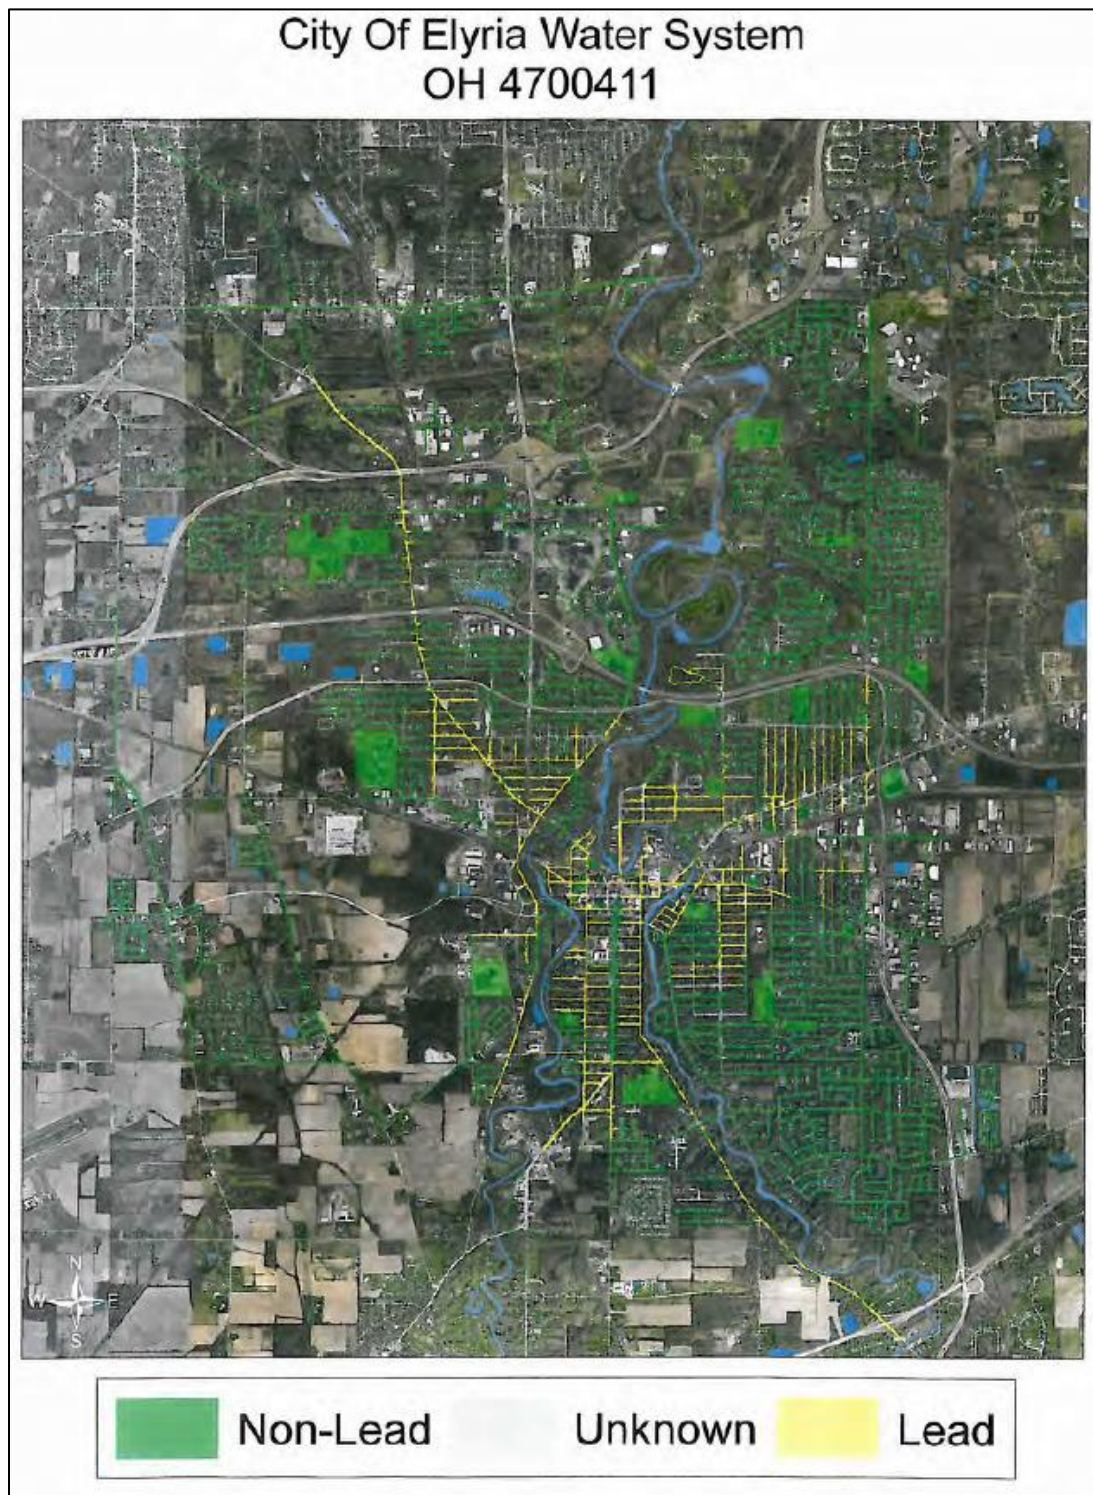 City Of Elyria Water System
OH 4700411
N
W E
S
Non-Lead Unknown Lead